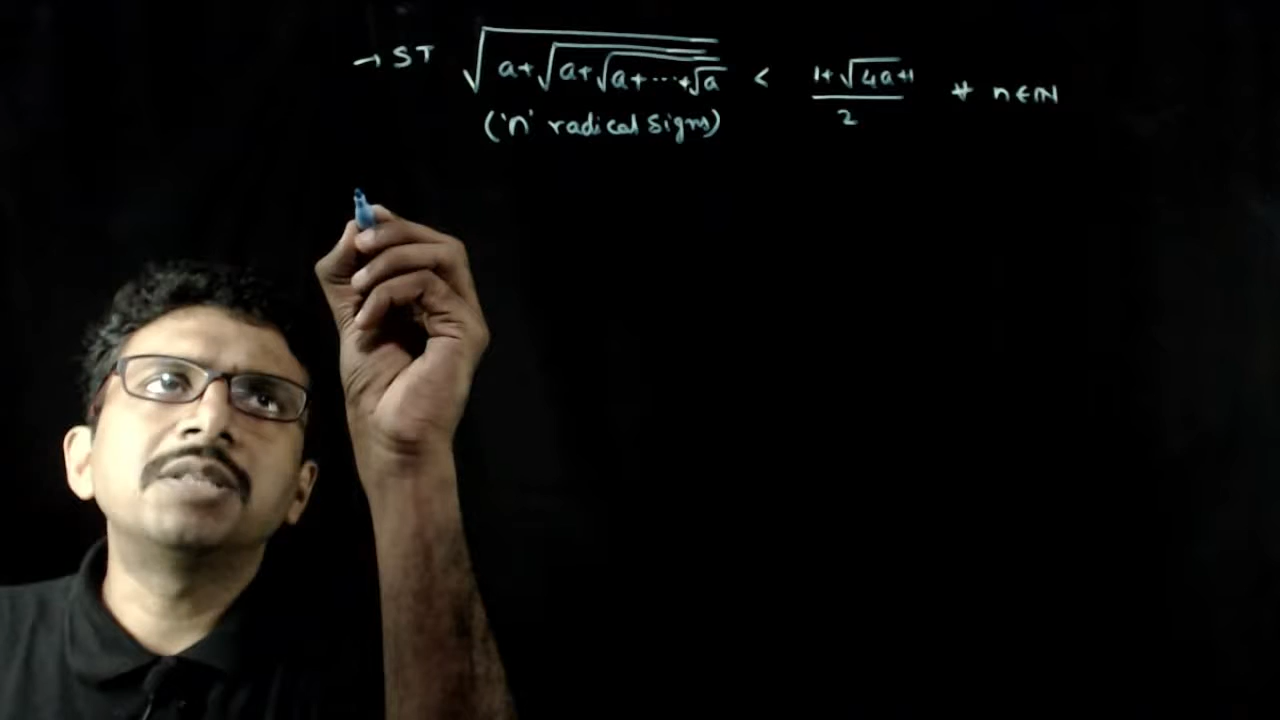 → ST √(a+√(a+√(a+⋯+√a))) < (1+√(4a+1))/2 ∀ n∈ℕ
('n' radical signs)